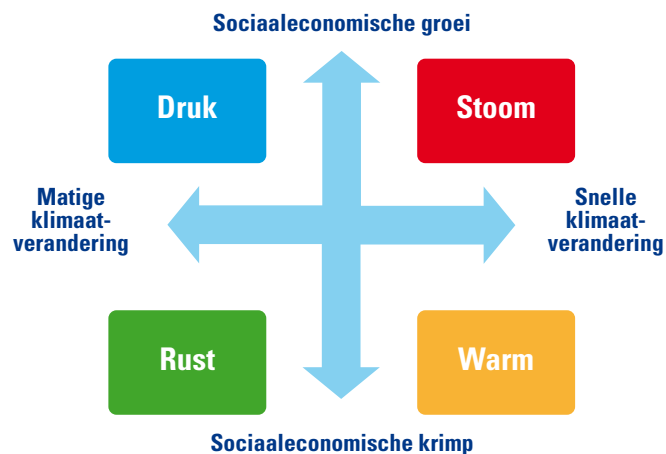 Sociaaleconomische groei
Druk
Stoom
Matige
klimaat-
verandering
Snelle
klimaat-
verandering
Rust
Warm
Sociaaleconomische krimp